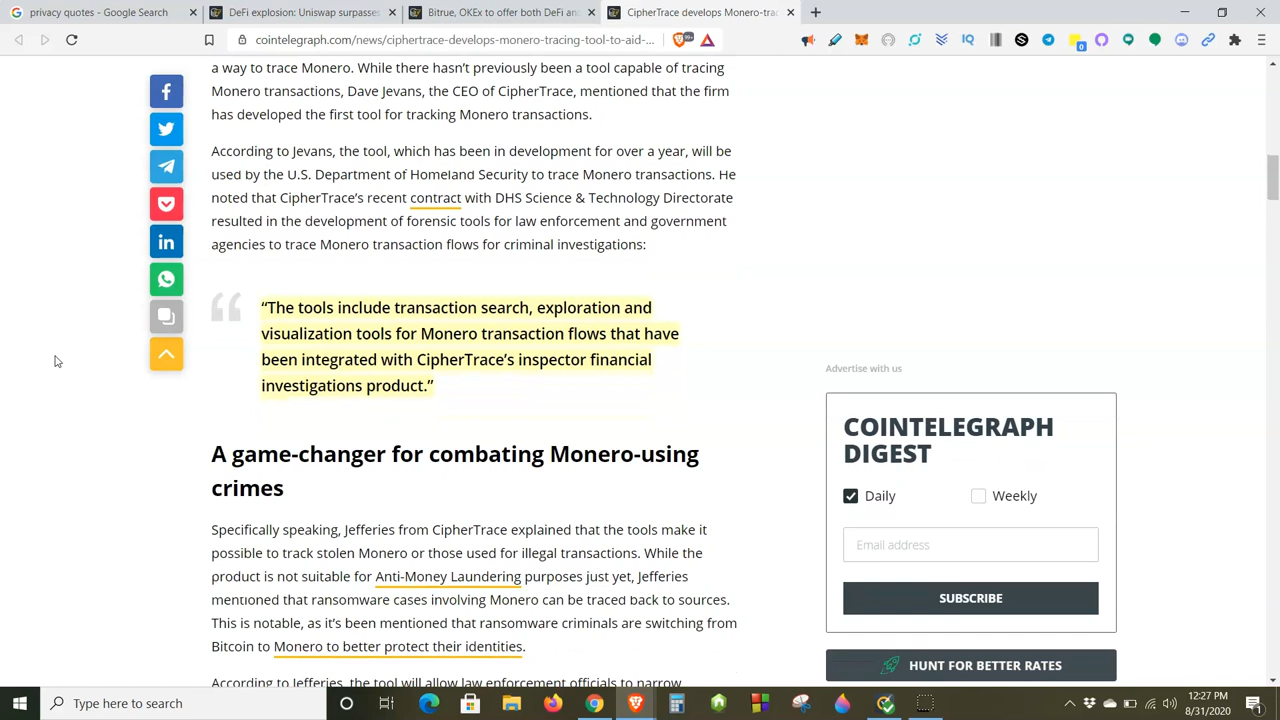 privacy quotes - Google Search
DeFi explosion: Uniswap surpasses
Bitrue, OKEx to offer both DeFi and
CipherTrace develops Monero-trac
cointelegraph.com/news/ciphertrace-develops-monero-tracing-tool-to-aid-...
99+
IQ
0
a way to trace Monero. While there hasn't previously been a tool capable of tracing
Monero transactions, Dave Jevans, the CEO of CipherTrace, mentioned that the firm
has developed the first tool for tracking Monero transactions.
According to Jevans, the tool, which has been in development for over a year, will be
used by the U.S. Department of Homeland Security to trace Monero transactions. He
noted that CipherTrace's recent contract with DHS Science & Technology Directorate
resulted in the development of forensic tools for law enforcement and government
agencies to trace Monero transaction flows for criminal investigations:
“The tools include transaction search, exploration and
visualization tools for Monero transaction flows that have
been integrated with CipherTrace's inspector financial
investigations product.”
A game-changer for combating Monero-using
crimes
Specifically speaking, Jefferies from CipherTrace explained that the tools make it
possible to track stolen Monero or those used for illegal transactions. While the
product is not suitable for Anti-Money Laundering purposes just yet, Jefferies
mentioned that ransomware cases involving Monero can be traced back to sources.
This is notable, as it's been mentioned that ransomware criminals are switching from
Bitcoin to Monero to better protect their identities.
According to Jefferies, the tool will allow law enforcement officials to narrow
Advertise with us
COINTELEGRAPH
DIGEST
Daily
Weekly
Email address
SUBSCRIBE
HUNT FOR BETTER RATES
Type here to search
12:27 PM
8/31/2020
1